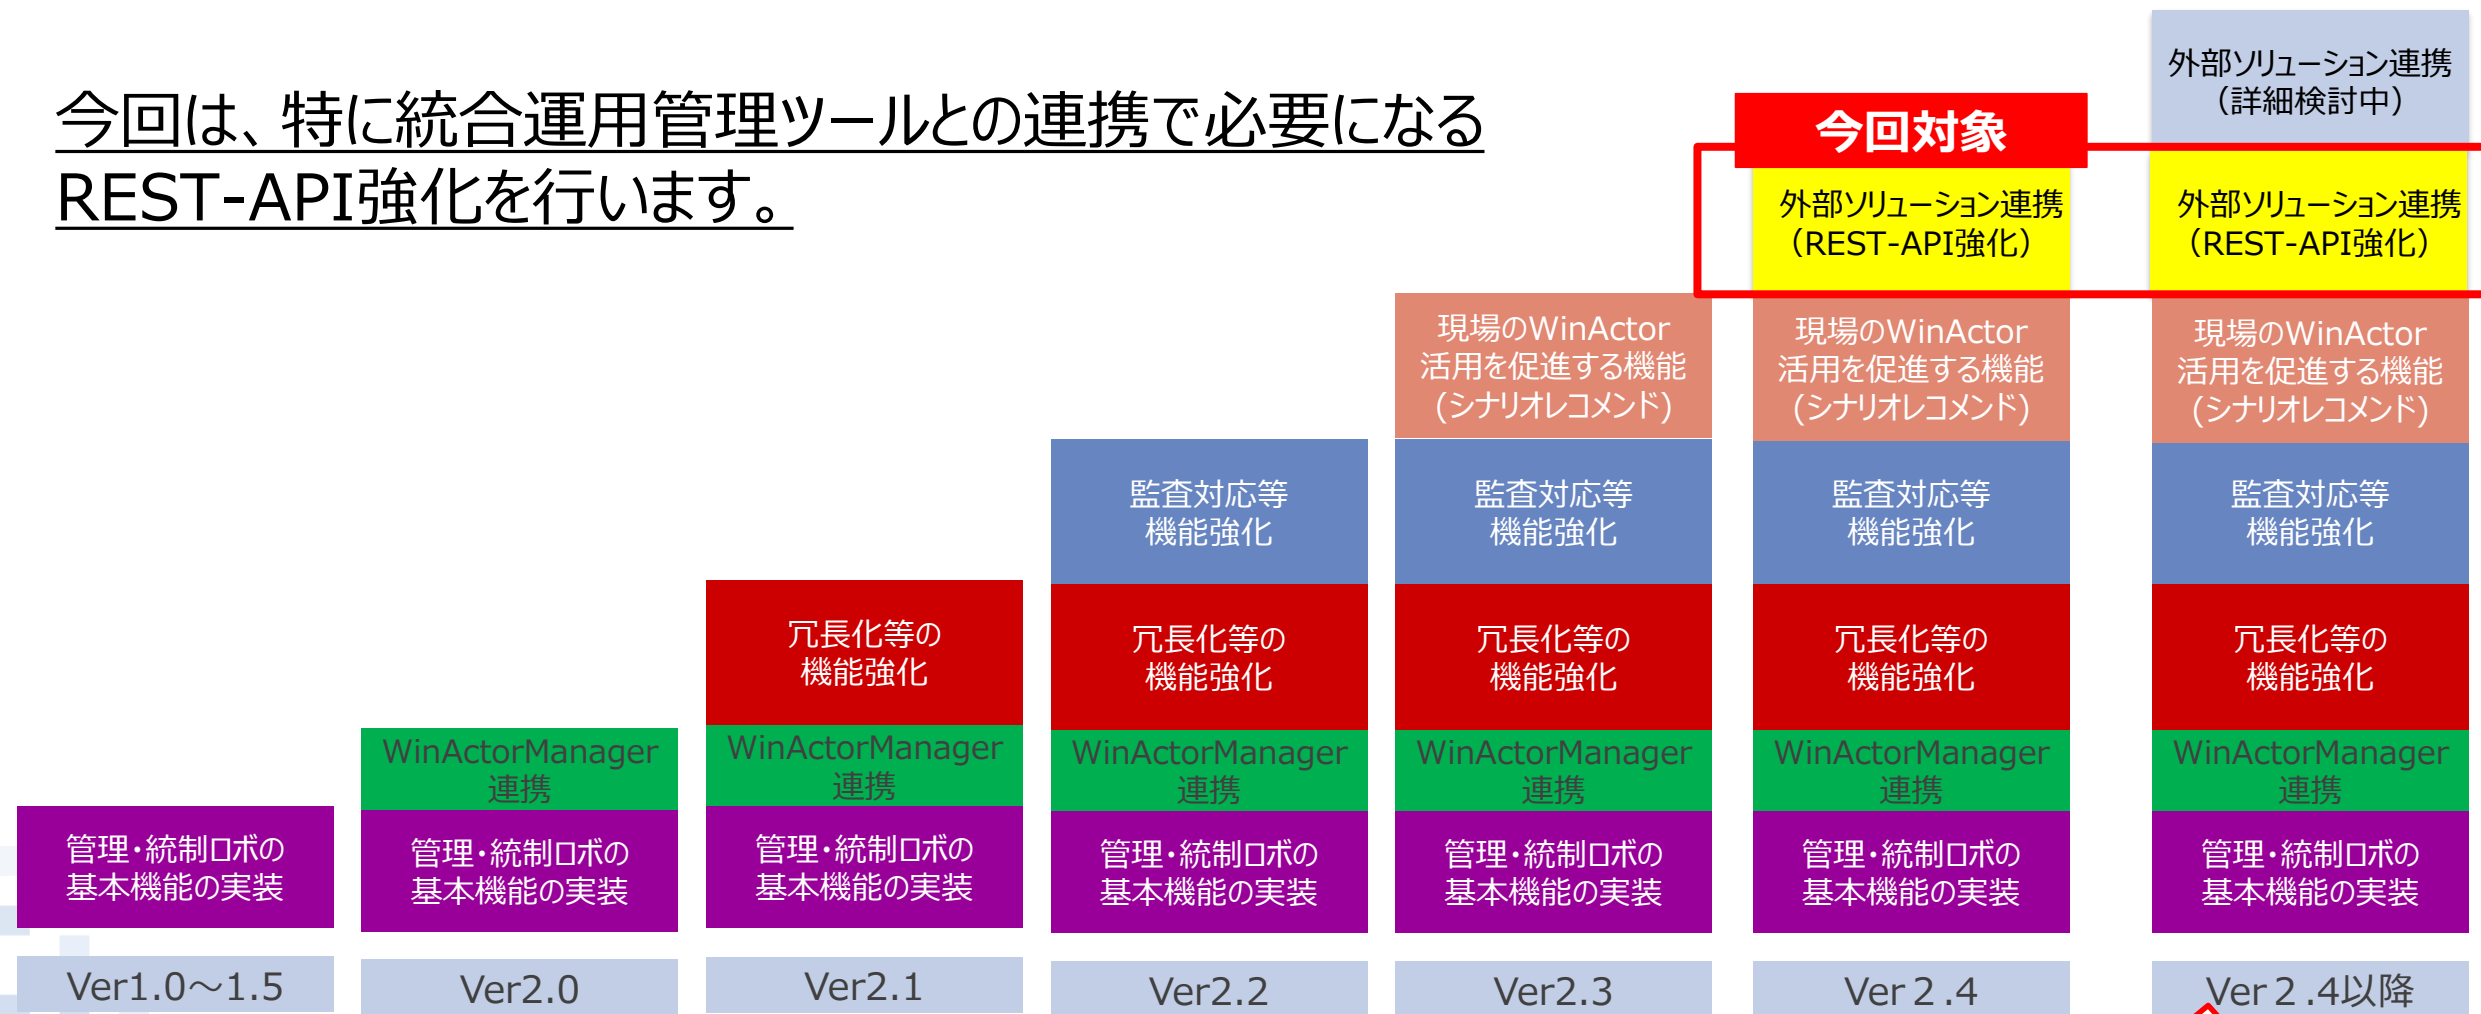 今回は、特に統合運用管理ツールとの連携で必要になる
REST-API強化を行います。
管理・統制ロボの
基本機能の実装
Ver1.0～1.5
WinActorManager
連携
管理・統制ロボの
基本機能の実装
Ver2.0
冗長化等の
機能強化
WinActorManager
連携
管理・統制ロボの
基本機能の実装
Ver2.1
監査対応等
機能強化
冗長化等の
機能強化
WinActorManager
連携
管理・統制ロボの
基本機能の実装
Ver2.2
現場のWinActor
活用を促進する機能
(シナリオレコメンド)
監査対応等
機能強化
冗長化等の
機能強化
WinActorManager
連携
管理・統制ロボの
基本機能の実装
Ver2.3
今回対象
外部ソリューション連携
（REST-API強化）
現場のWinActor
活用を促進する機能
(シナリオレコメンド)
監査対応等
機能強化
冗長化等の
機能強化
WinActorManager
連携
管理・統制ロボの
基本機能の実装
Ver２.4
外部ソリューション連携
（詳細検討中）
外部ソリューション連携
（REST-API強化）
現場のWinActor
活用を促進する機能
(シナリオレコメンド)
監査対応等
機能強化
冗長化等の
機能強化
WinActorManager
連携
管理・統制ロボの
基本機能の実装
Ver２.4以降